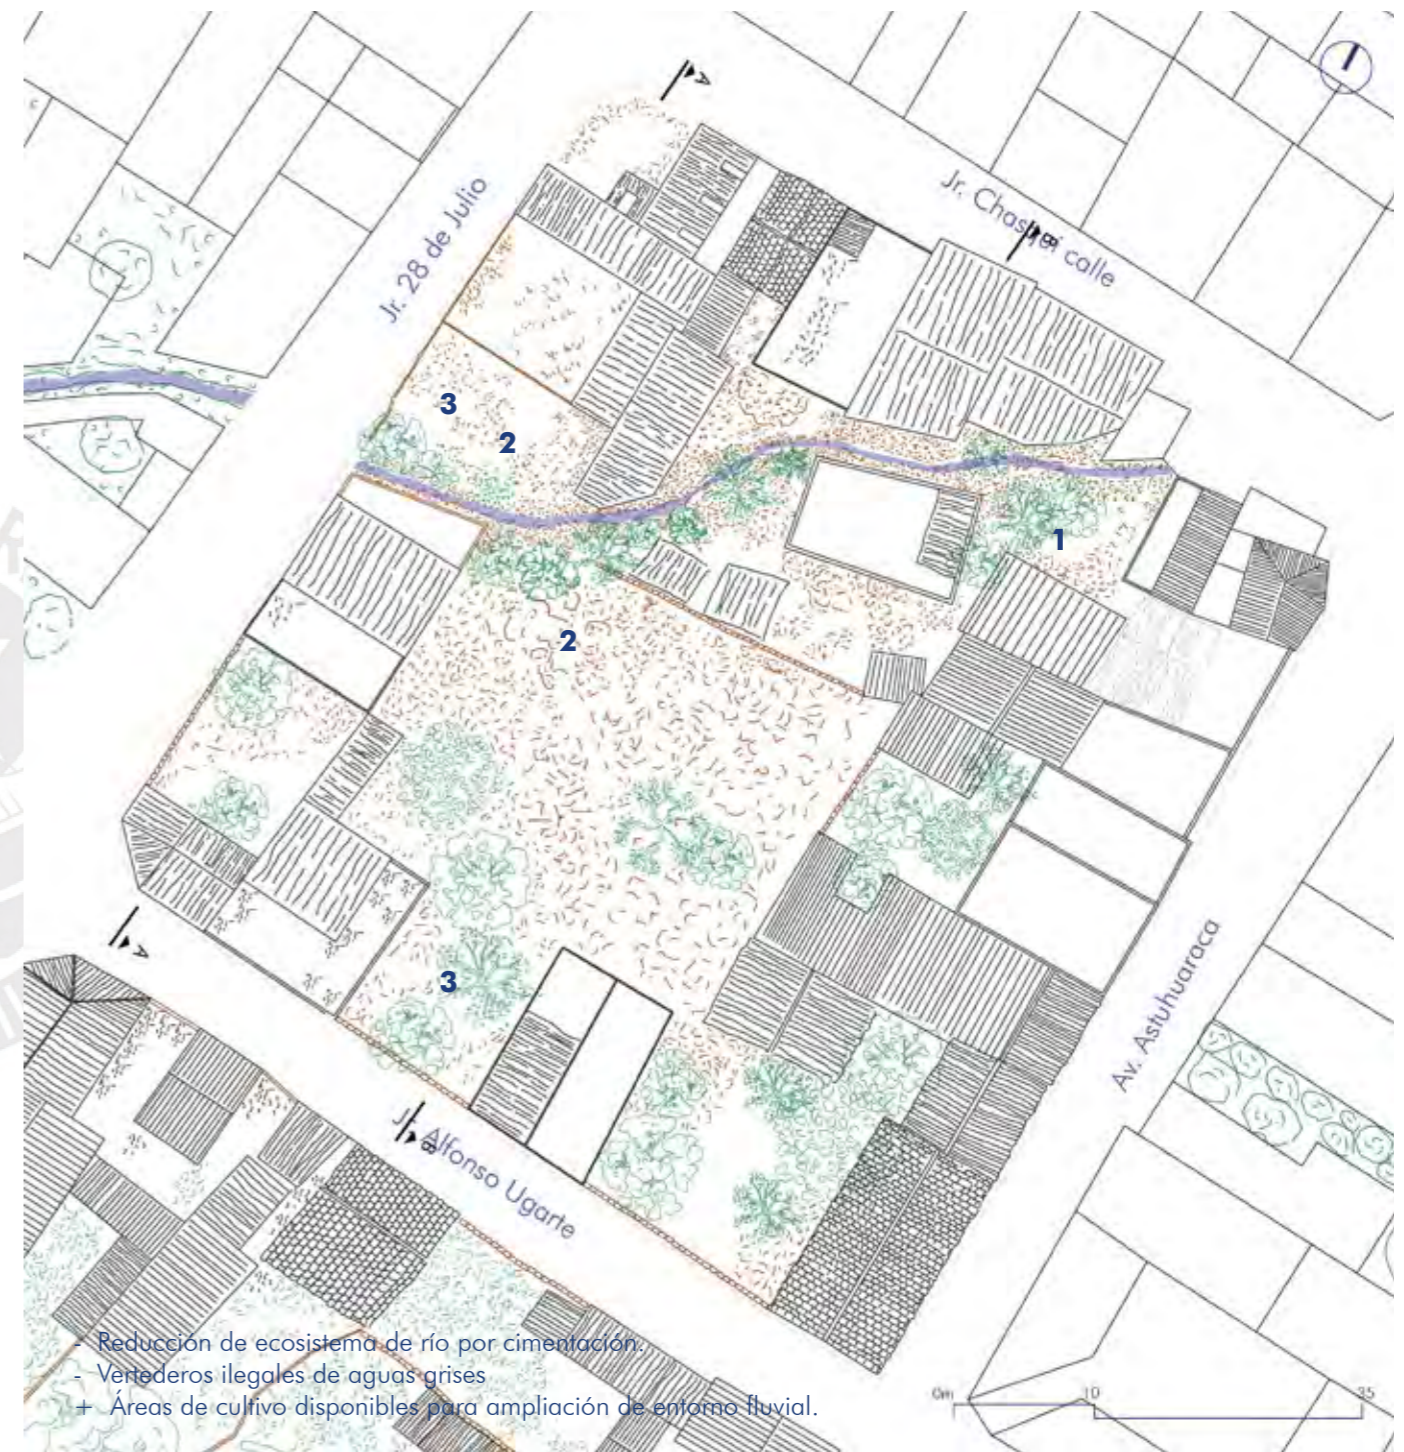 A
Jr. Chasqui calle
B
Jr. 28 de Julio
3
2
1
2
3
A
Av. Astuhuaraca
J. Alfonso Ugarte
B
- Reducción de ecosistema de río por cimentación.
- Vertederos ilegales de aguas grises
+ Áreas de cultivo disponibles para ampliación de entorno fluvial.
0m 10 35